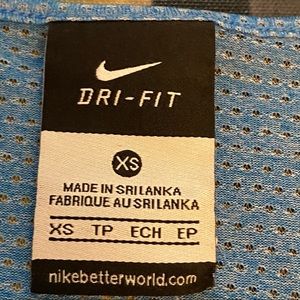 DRI-FIT
XS
MADE IN SRI LANKA
FABRIQUE AU SRI LANKA
XS TP ECH EP
nikebetterworld.com